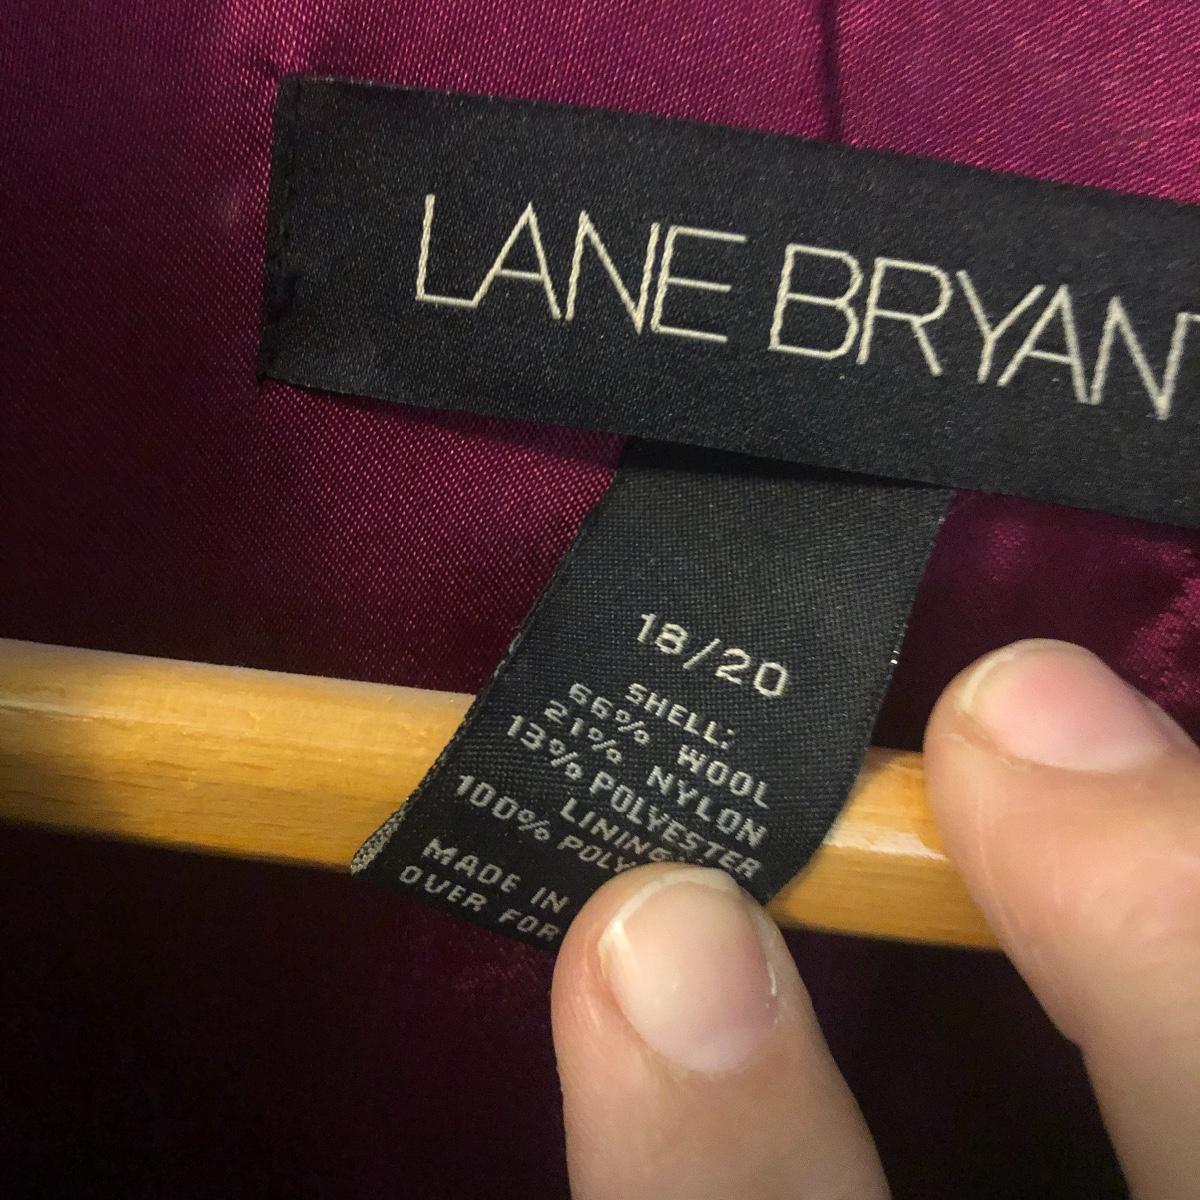 LANE BRYANT
18/20
SHELL:
66% WOOL
21% NYLON
13% POLYESTER
LINING
100% POLY
MADE IN
OVER FOR